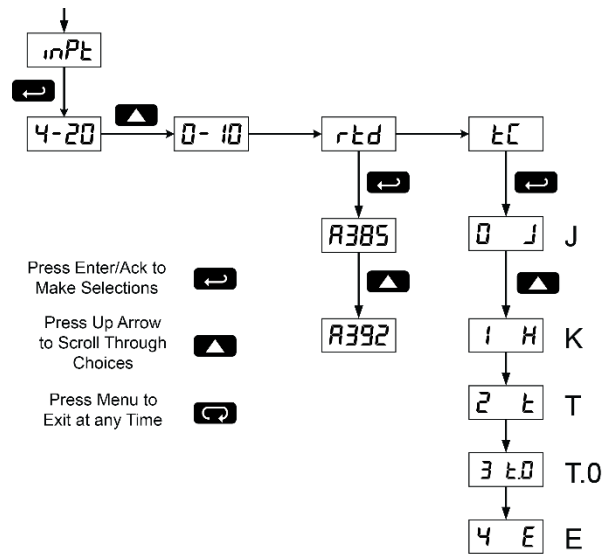 inPt
4-20 0-10 rtd tC
A385 0 J J
Press Enter/Ack to
Make Selections
Press Up Arrow
to Scroll Through
Choices
A392 1 H K
Press Menu to
Exit at any Time
2 t T
3 t.0 T.0
4 E E